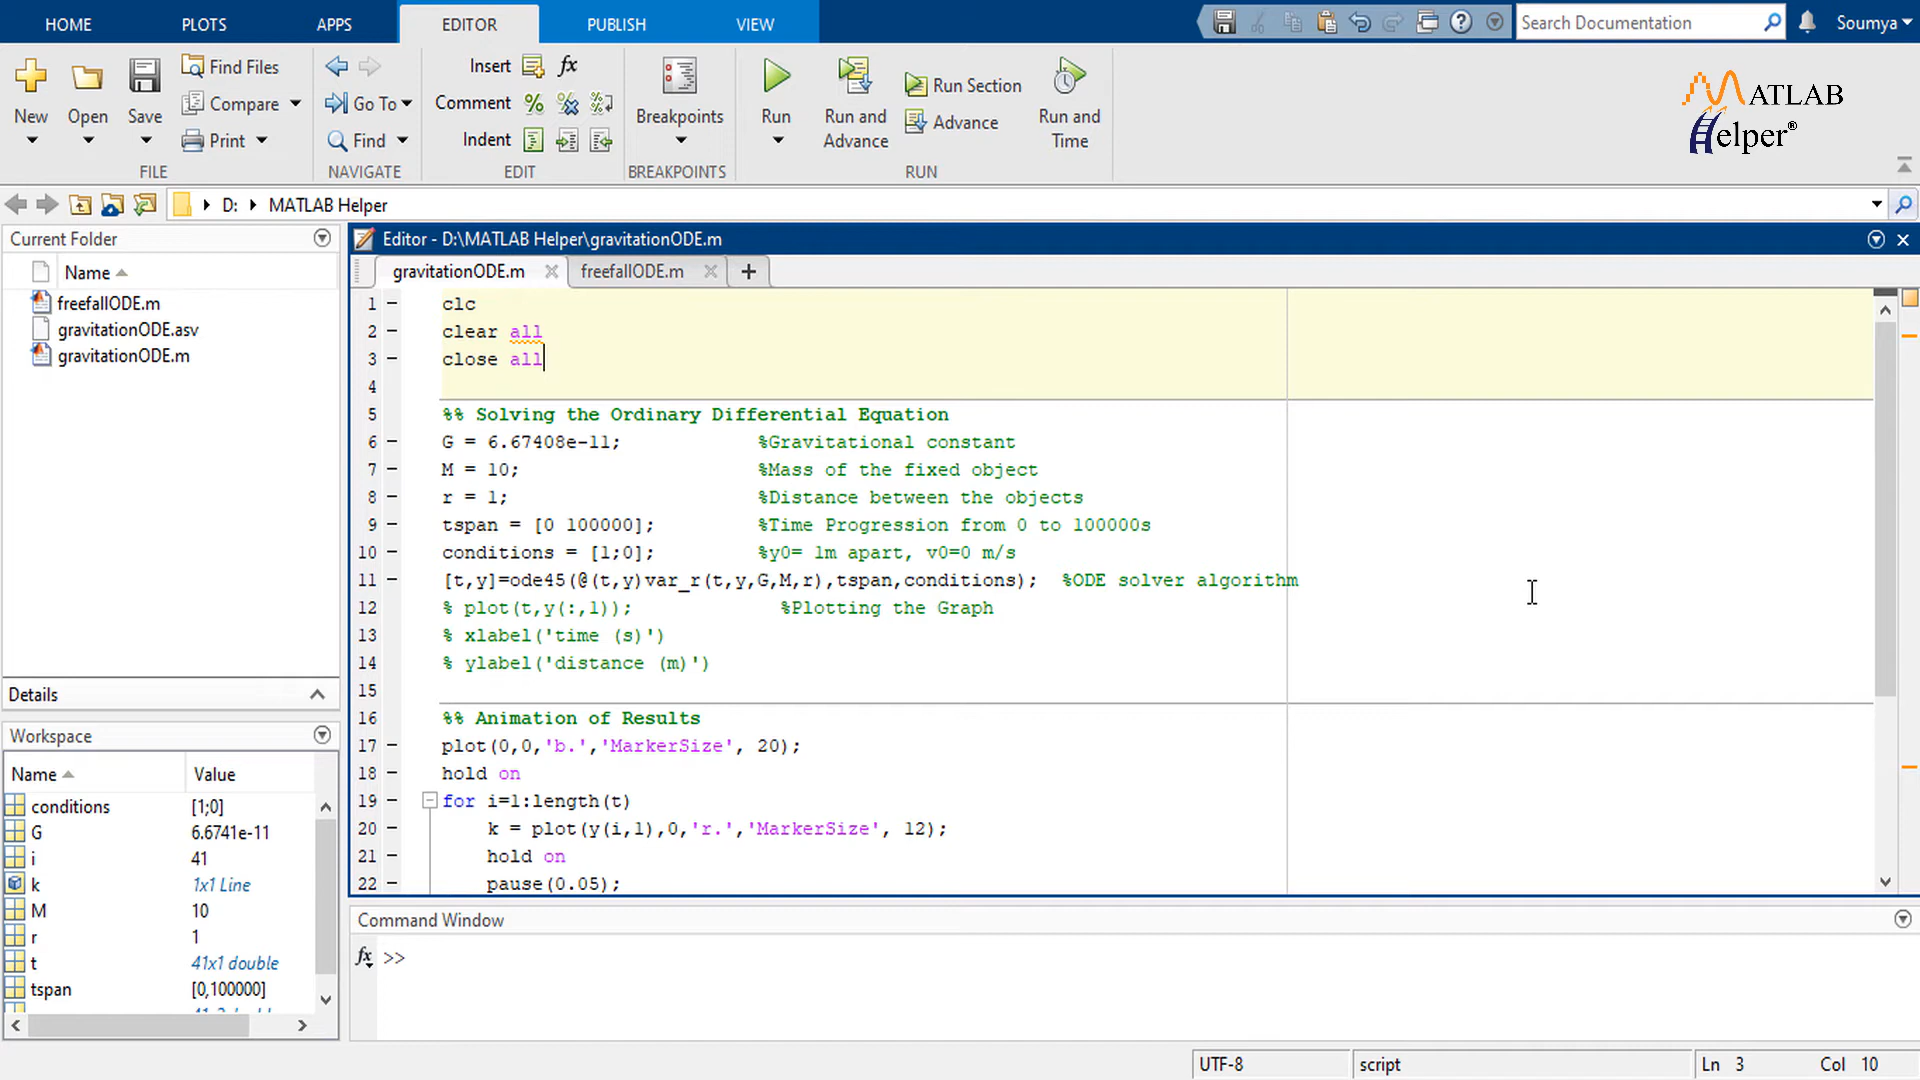 HOME PLOTS APPS EDITOR PUBLISH VIEW Search Documentation Soumya
New Open Save Find Files Compare Print
FILE
Go To Find
NAVIGATE
Insert fx
Comment
Indent
EDIT
Breakpoints
BREAKPOINTS
Run
Run and Advance
Run Section
Advance
Run and Time
RUN
MATLAB
Helper®
D: MATLAB Helper
Current Folder
Name
freefallODE.m
gravitationODE.asv
gravitationODE.m
Details
Workspace
Name Value
conditions [1;0]
G 6.6741e-11
i 41
k 1x1 Line
M 10
r 1
t 41x1 double
tspan [0,100000]
Editor - D:\MATLAB Helper\gravitationODE.m
gravitationODE.m freefallODE.m +
1 clc
2 clear all
3 close all
4
5 %% Solving the Ordinary Differential Equation
6 G = 6.67408e-11; %Gravitational constant
7 M = 10; %Mass of the fixed object
8 r = 1; %Distance between the objects
9 tspan = [0 100000]; %Time Progression from 0 to 100000s
10 conditions = [1;0]; %y0= 1m apart, v0=0 m/s
11 [t,y]=ode45(@(t,y)var_r(t,y,G,M,r),tspan,conditions); %ODE solver algorithm
12 % plot(t,y(:,1)); %Plotting the Graph
13 % xlabel('time (s)')
14 % ylabel('distance (m)')
15
16 %% Animation of Results
17 plot(0,0,'b.','MarkerSize', 20);
18 hold on
19 for i=1:length(t)
20 k = plot(y(i,1),0,'r.','MarkerSize', 12);
21 hold on
22 pause(0.05);
Command Window
fx >>
UTF-8 script Ln 3 Col 10